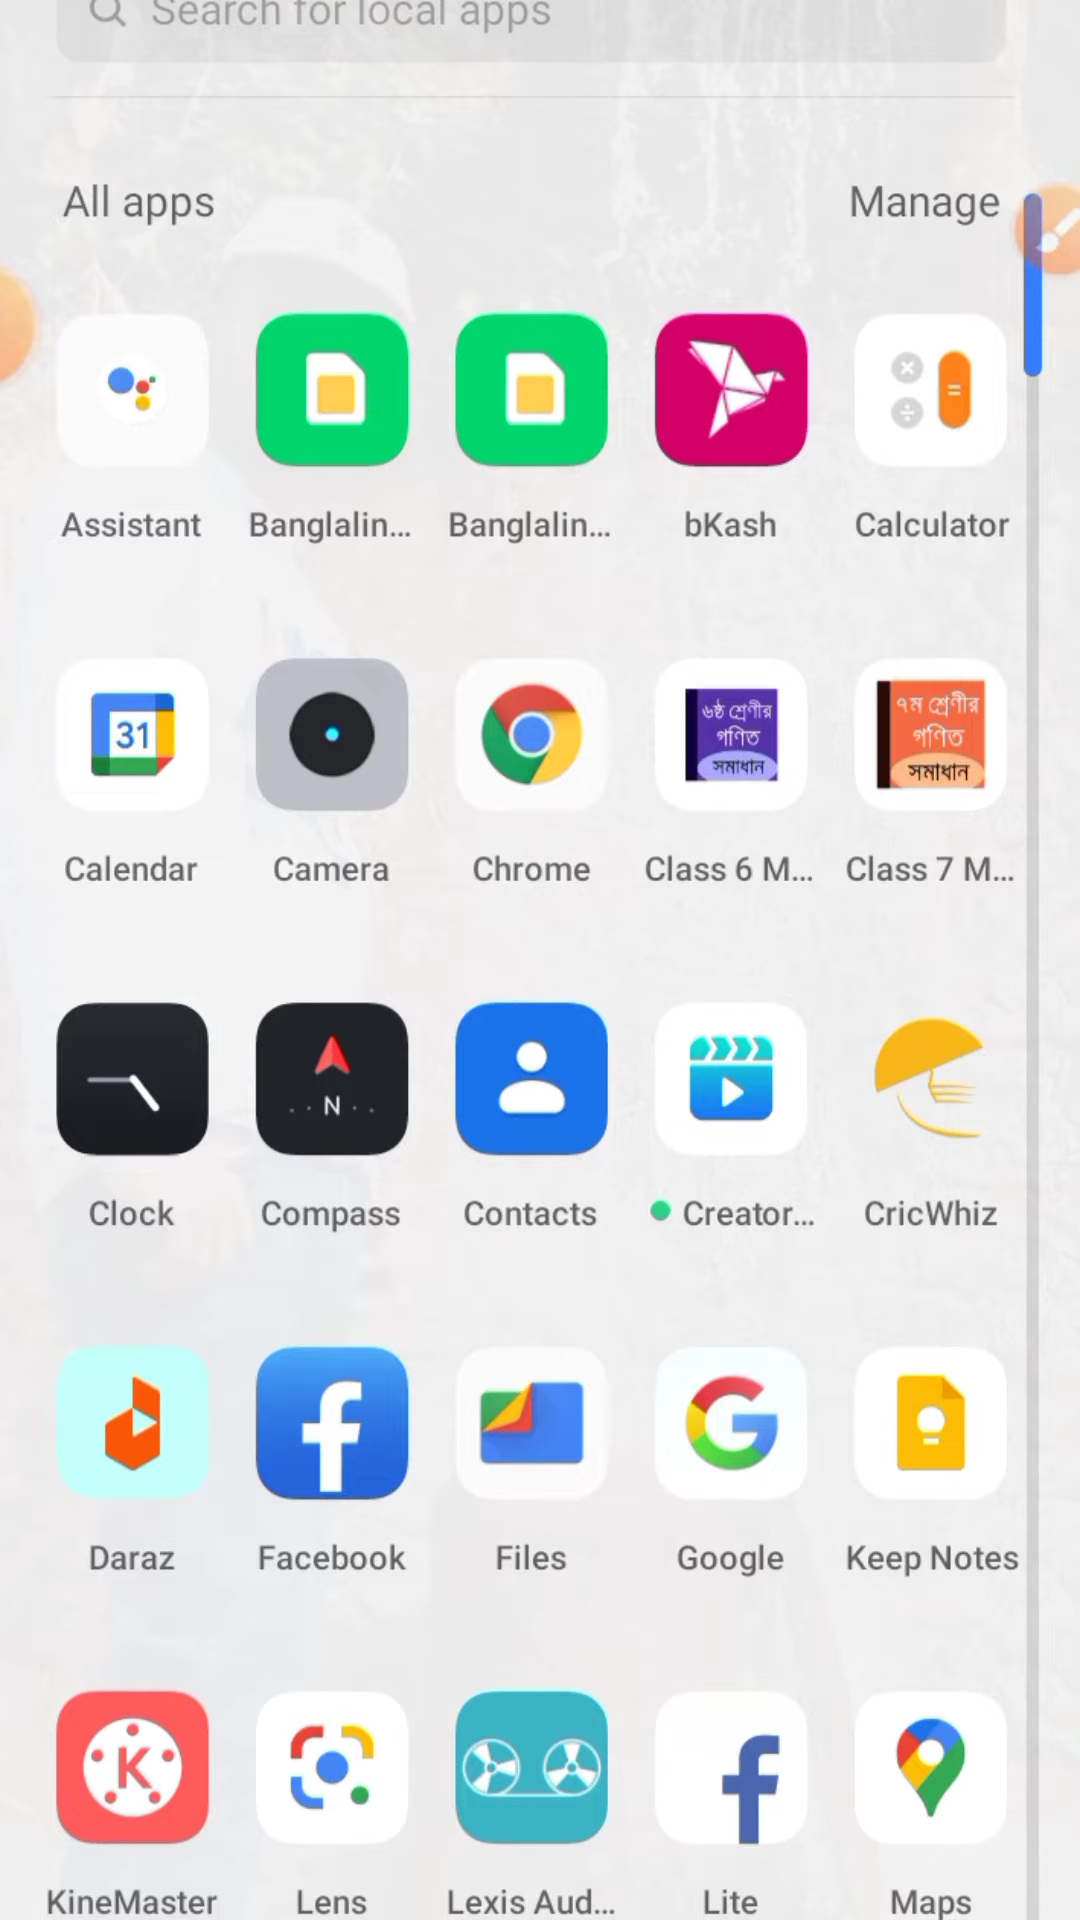 Search for local apps
All apps
Manage
Assistant
Banglalin...
Banglalin...
bKash
Calculator
31
৬ষ্ঠ শ্রেণীর
গণিত
সমাধান
৭ম শ্রেণীর
গণিত
সমাধান
Calendar
Camera
Chrome
Class 6 M...
Class 7 M...
N
Clock
Compass
Contacts
Creator...
CricWhiz
Daraz
Facebook
Files
Google
Keep Notes
K
KineMaster
Lens
Lexis Aud...
Lite
Maps